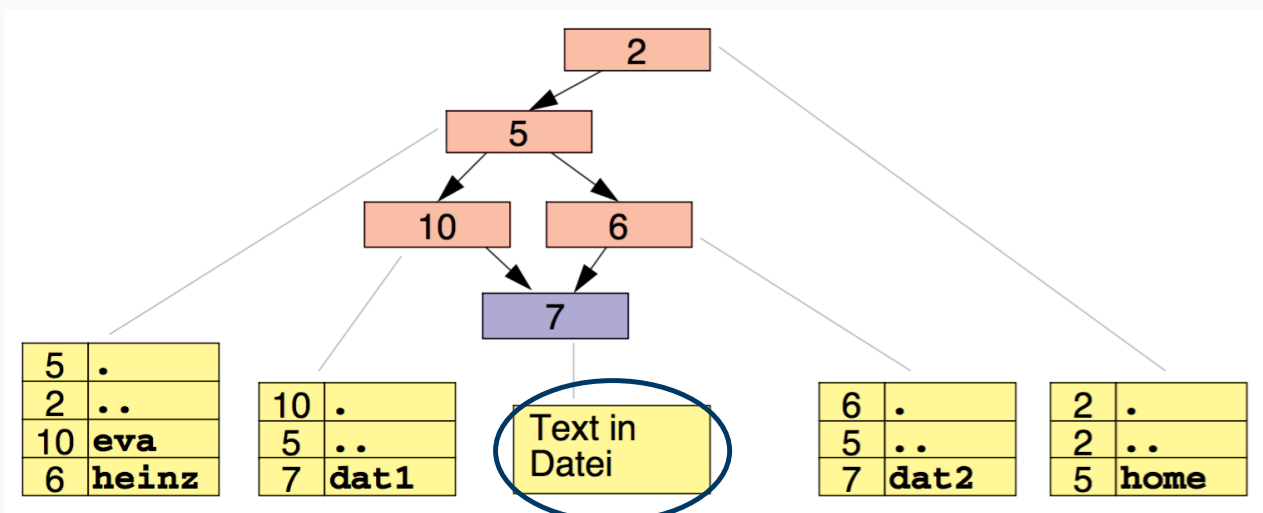 2
5
10 6
7
5 .
2 ..
10 eva
6 heinz
10 .
5 ..
7 dat1
Text in
Datei
6 .
5 ..
7 dat2
2 .
2 ..
5 home